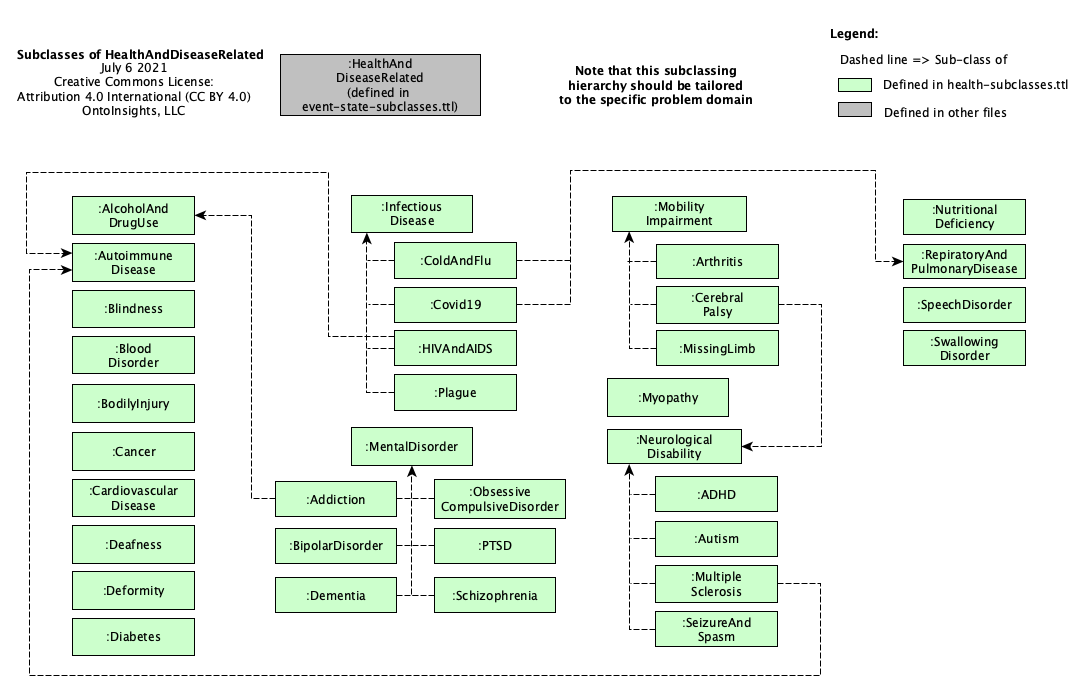 Subclasses of HealthAndDiseaseRelated
July 6 2021
Creative Commons License:
Attribution 4.0 International (CC BY 4.0)
OntoInsights, LLC
:HealthAnd
DiseaseRelated
(defined in
event-state-subclasses.ttl)
Note that this subclassing
hierarchy should be tailored
to the specific problem domain
Legend:
Dashed line => Sub-class of
Defined in health-subclasses.ttl
Defined in other files
:AlcoholAnd
DrugUse
:Autoimmune
Disease
:Blindness
:Blood
Disorder
:BodilyInjury
:Cancer
:Cardiovascular
Disease
:Deafness
:Deformity
:Diabetes
:Infectious
Disease
:ColdAndFlu
:Covid19
:HIVAndAIDS
:Plague
:MentalDisorder
:Addiction
:Obsessive
CompulsiveDisorder
:BipolarDisorder
:PTSD
:Dementia
:Schizophrenia
:Mobility
Impairment
:Arthritis
:Cerebral
Palsy
:MissingLimb
:Myopathy
:Neurological
Disability
:ADHD
:Autism
:Multiple
Sclerosis
:SeizureAnd
Spasm
:Nutritional
Deficiency
:RepiratoryAnd
PulmonaryDisease
:SpeechDisorder
:Swallowing
Disorder